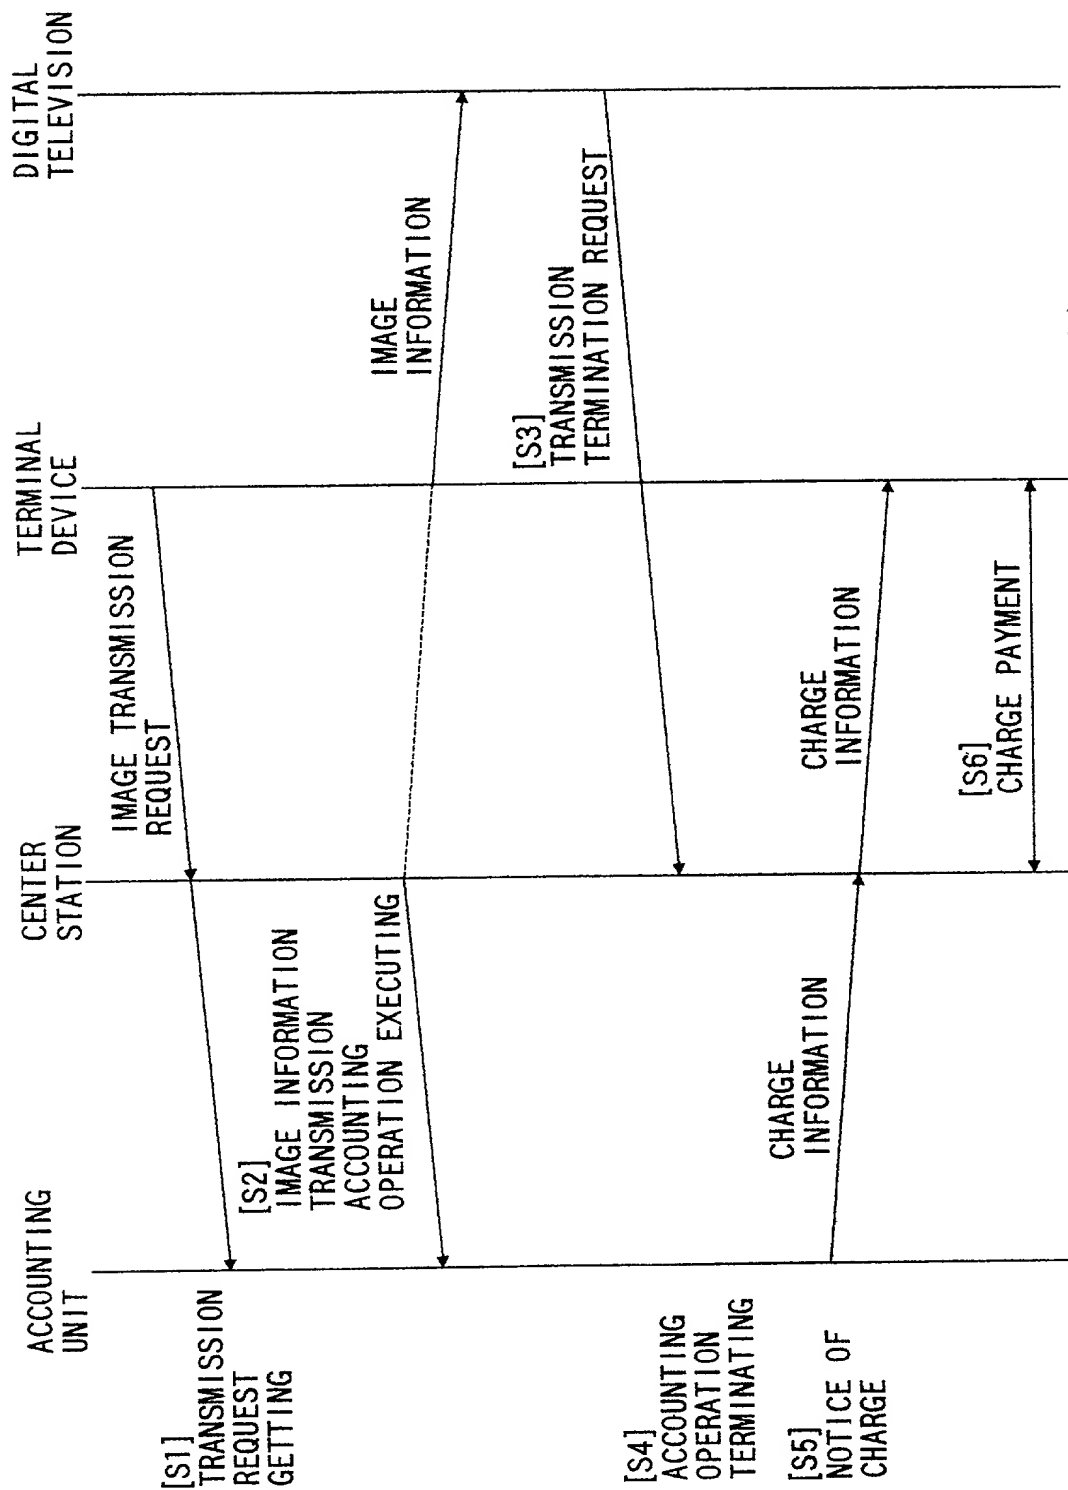 ACCOUNTING
UNIT
CENTER
STATION
TERMINAL
DEVICE
DIGITAL
TELEVISION
[S1]
TRANSMISSION
REQUEST
GETTING
IMAGE TRANSMISSION
REQUEST
[S2]
IMAGE INFORMATION
TRANSMISSION
ACCOUNTING
OPERATION EXECUTING
IMAGE
INFORMATION
[S3]
TRANSMISSION
TERMINATION REQUEST
[S4]
ACCOUNTING
OPERATION
TERMINATING
[S5]
NOTICE OF
CHARGE
CHARGE
INFORMATION
CHARGE
INFORMATION
[S6]
CHARGE PAYMENT